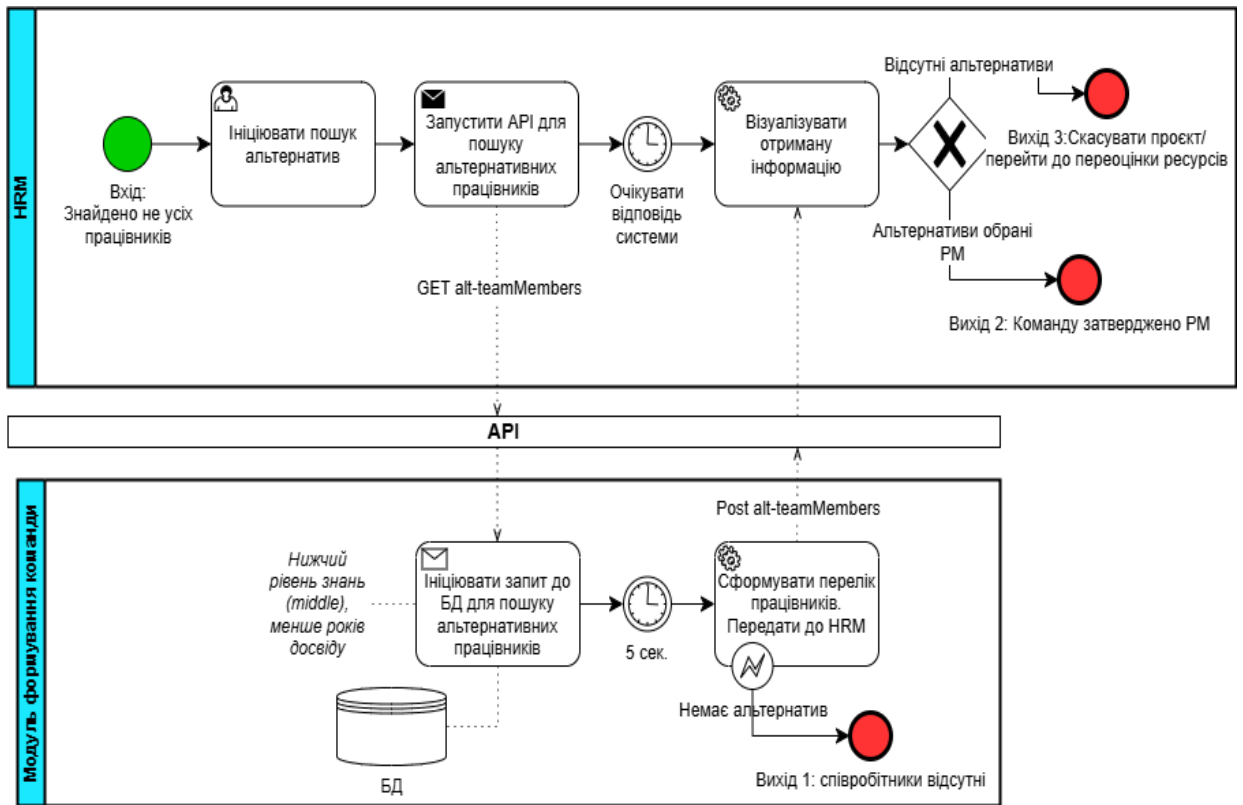 HRM
Вхід:
Знайдено не усіх
працівників
Ініціювати пошук
альтернатив
Запустити API для
пошуку
альтернативних
працівників
Очікувати
відповідь
системи
Візуалізувати
отриману
інформацію
Відсутні альтернативи
Вихід 3:Скасувати проєкт/
перейти до переоцінки ресурсів
Альтернативи обрані
PM
Вихід 2: Команду затверджено PM
GET alt-teamMembers
API
Модуль формування команди
Post alt-teamMembers
Нижчий
рівень знань
(middle),
менше років
досвіду
Ініціювати запит до
БД для пошуку
альтернативних
працівників
5 сек.
Сформувати перелік
працівників.
Передати до HRM
Немає альтернатив
БД
Вихід 1: співробітники відсутні